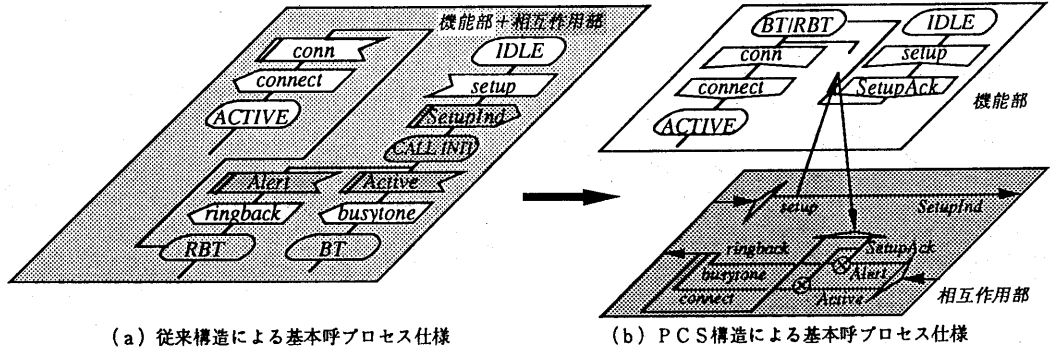 機能部+相互作用部
IDLE
setup
SetupInd
CALL INIT
conn
connect
ACTIVE
Alert
Active
ringback
busytone
RBT
BT
(a) 従来構造による基本呼プロセス仕様
BT/RBT
conn
connect
ACTIVE
IDLE
setup
SetupAck
機能部
setup
SetupInd
ringback
SetupAck
busytone
Alert
connect
Active
相互作用部
(b) PCS構造による基本呼プロセス仕様